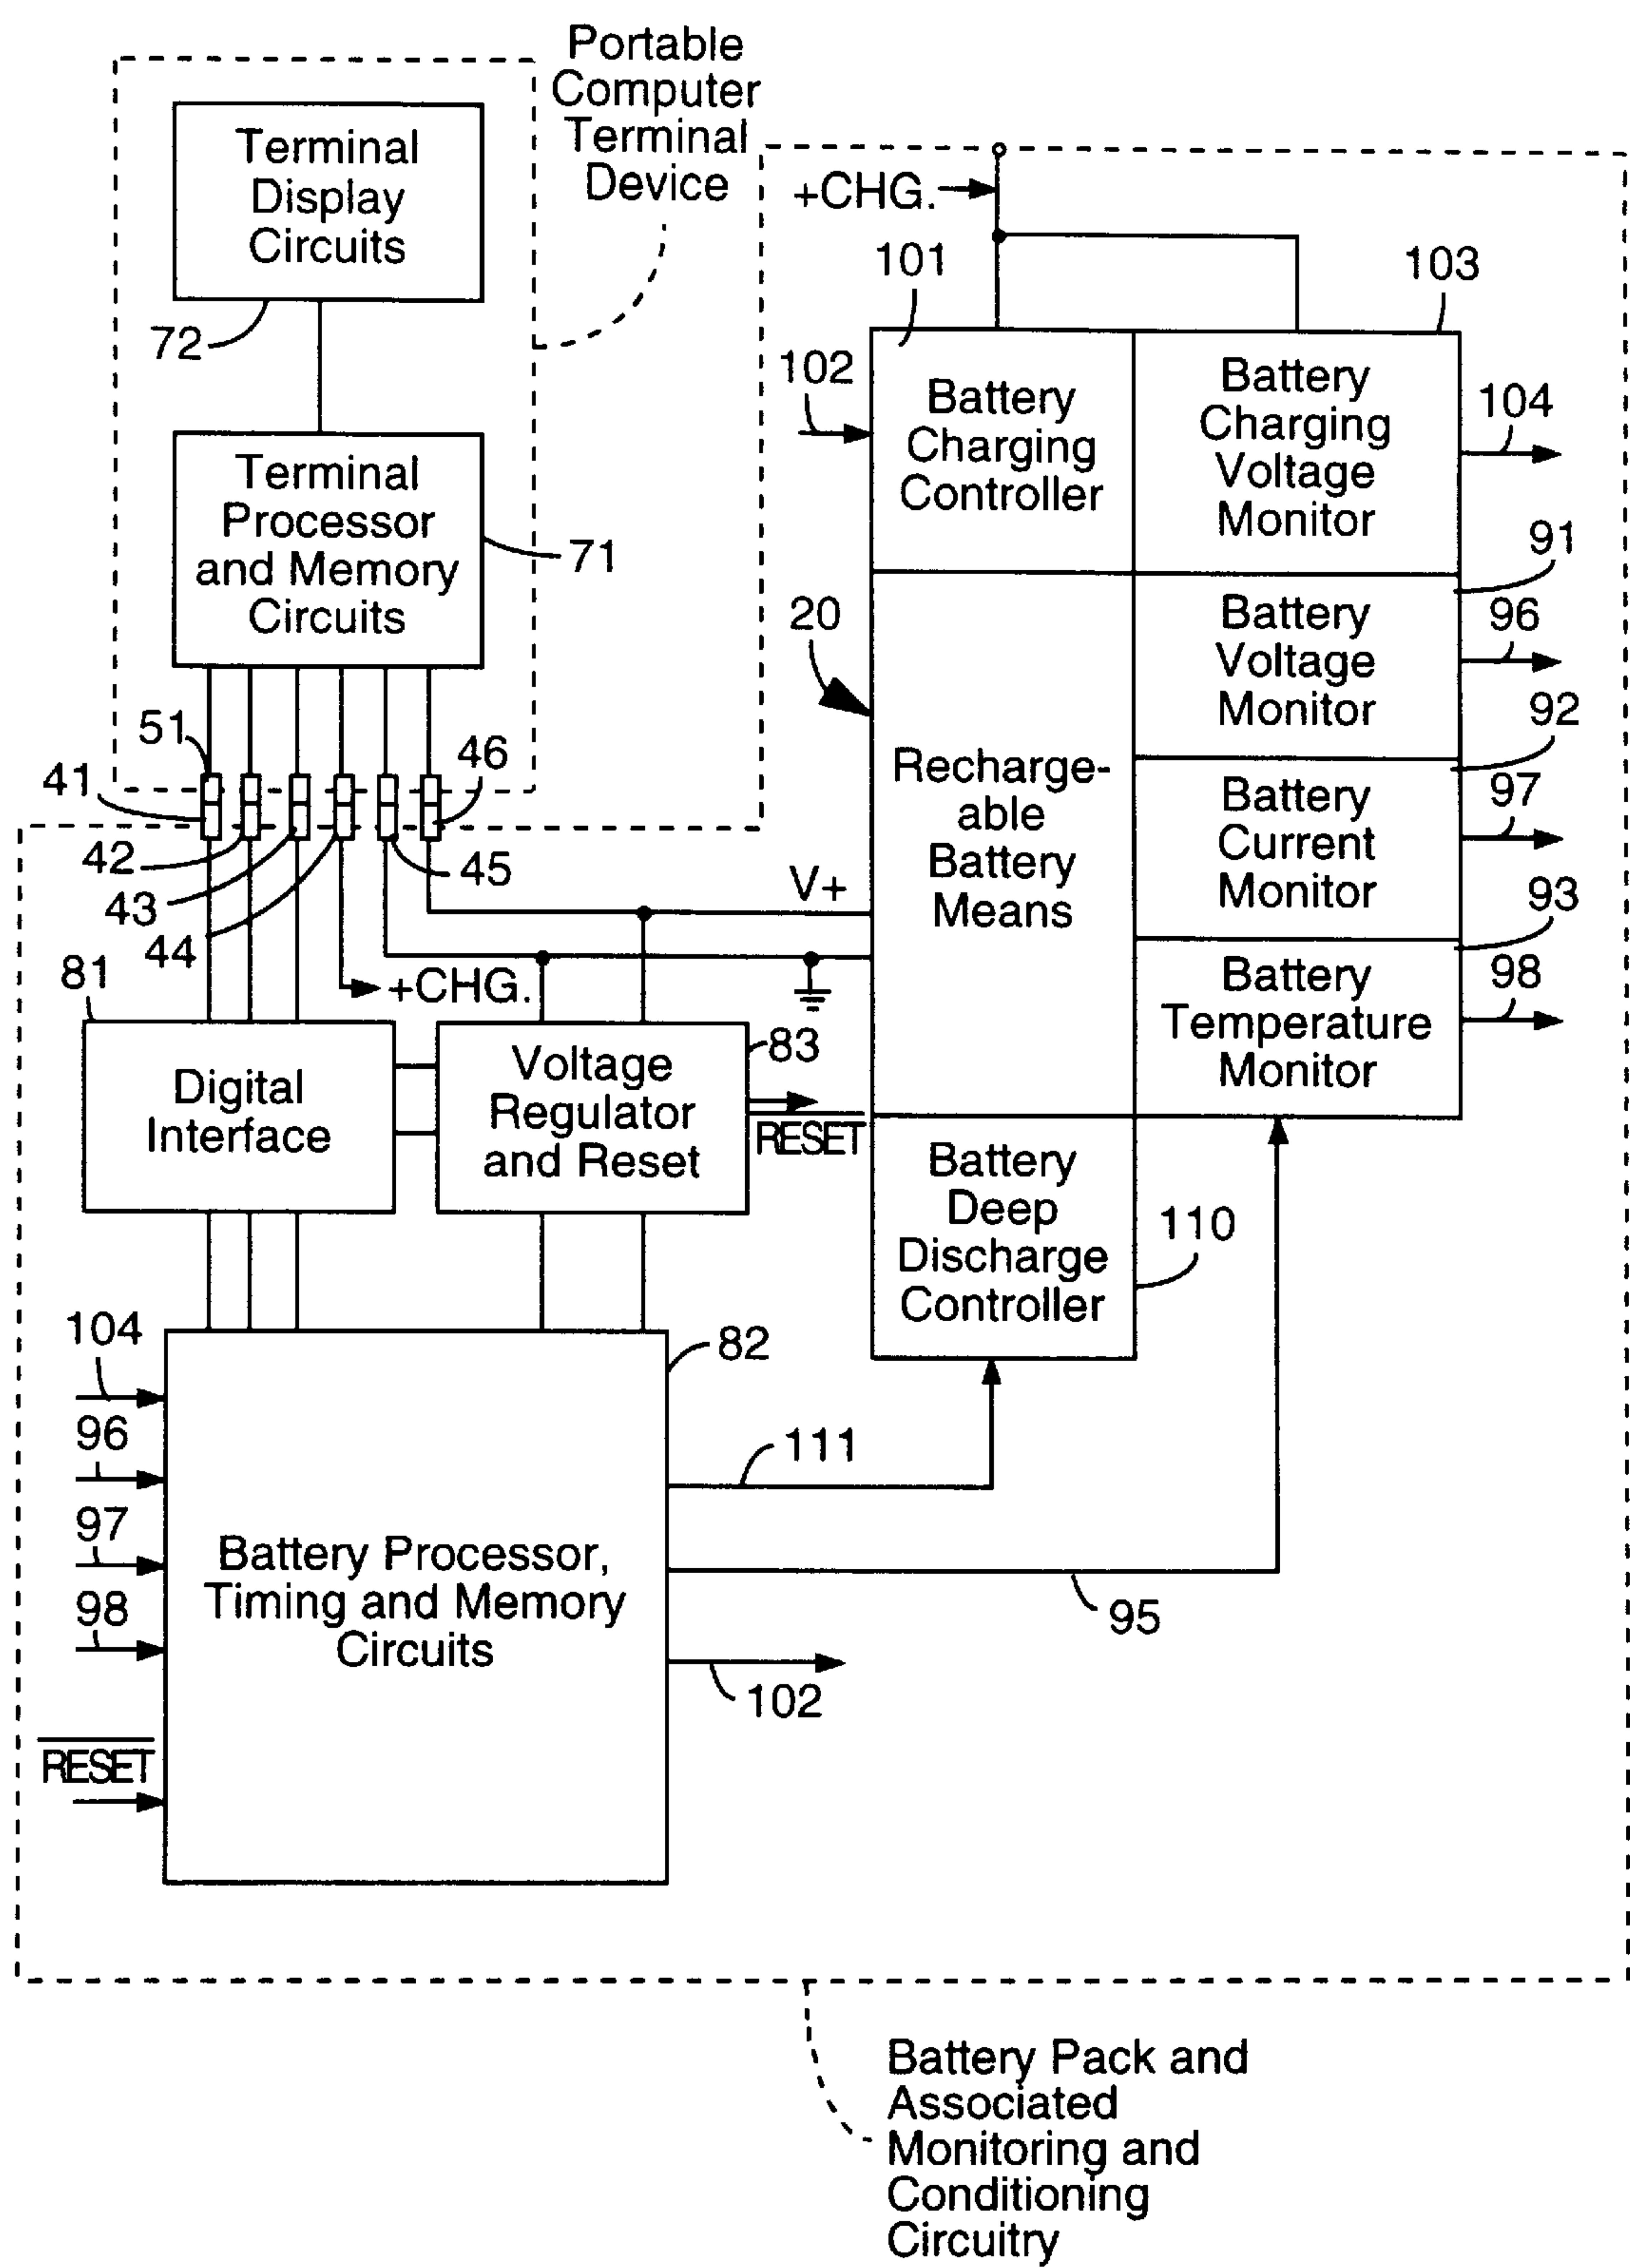 Portable
Computer
Terminal
Device
Terminal
Display
Circuits
72
Terminal
Processor
and Memory
Circuits
71
51
41
46
42
43
44
45
V+
+CHG.
81
Digital
Interface
Voltage
Regulator
and Reset
83
RESET
+CHG.
101
103
102
Battery
Charging
Controller
Battery
Charging
Voltage
Monitor
104
91
20
Battery
Voltage
Monitor
96
92
Recharge-
able
Battery
Means
Battery
Current
Monitor
97
93
Battery
Temperature
Monitor
98
Battery
Deep
Discharge
Controller
110
104
96
97
98
RESET
82
Battery Processor,
Timing and Memory
Circuits
111
95
102
Battery Pack and
Associated
Monitoring and
Conditioning
Circuitry